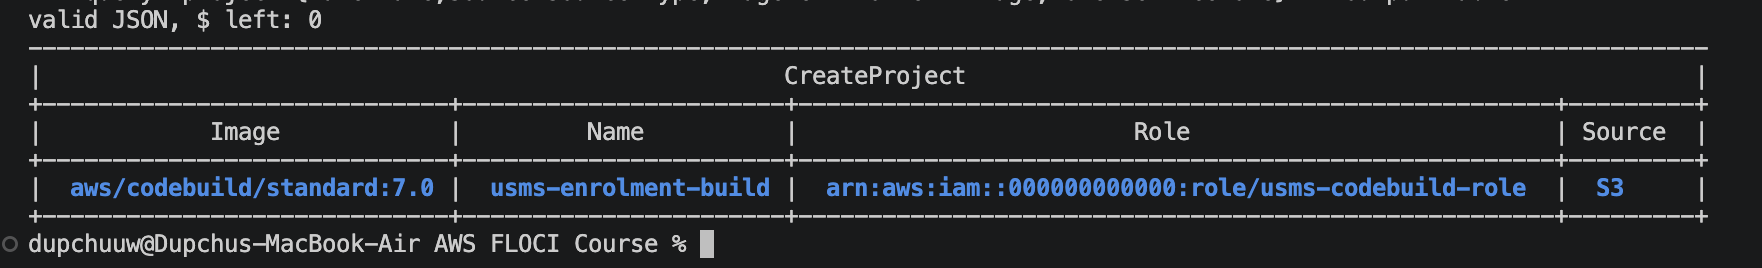 valid JSON, $ left: 0
CreateProject
Image | Name | Role | Source
aws/codebuild/standard:7.0 | usms-enrolment-build | arn:aws:iam::000000000000:role/usms-codebuild-role | S3
dupchuuw@Dupchus-MacBook-Air AWS FLOCI Course %